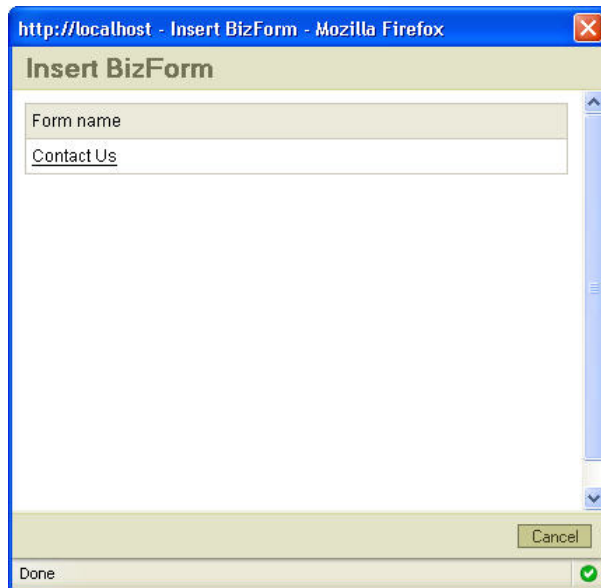 http://localhost - Insert BizForm - Mozilla Firefox
Insert BizForm
Form name
Contact Us
Cancel
Done